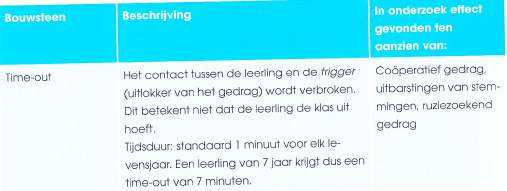 Bouwsteen
Beschrijving
In onderzoek effect
gevonden ten
aanzien van:
Time-out
Het contact tussen de leerling en de trigger
(uitlokker van het gedrag) wordt verbroken.
Dit betekent niet dat de leerling de klas uit
hoeft.
Tijdsduur: standaard 1 minuut voor elk le-
vensjaar. Een leerling van 7 jaar krijgt dus een
time-out van 7 minuten.
Coöperatief gedrag,
uitbarstingen van stem-
mingen, ruziezoekend
gedrag